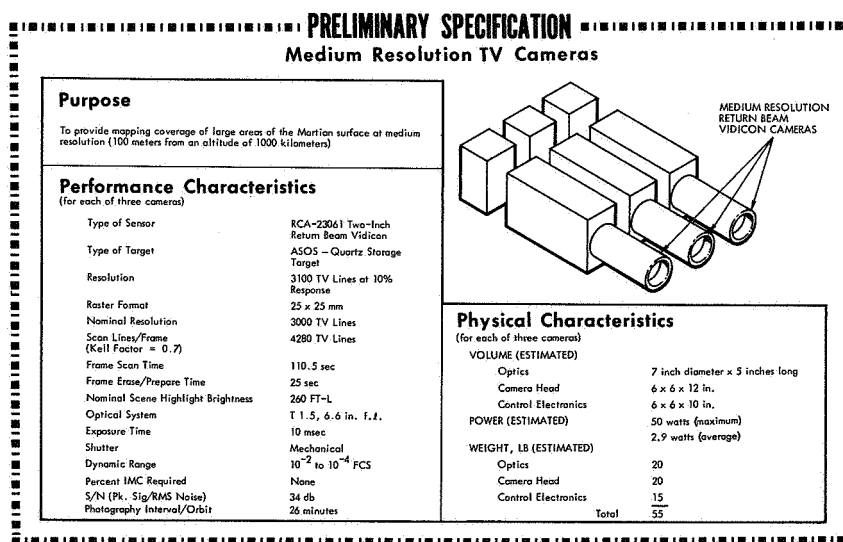 PRELIMINARY SPECIFICATION
Medium Resolution TV Cameras
Purpose
To provide mapping coverage of large areas of the Martian surface at medium
resolution (100 meters from an altitude of 1000 kilometers)
Performance Characteristics
(for each of three cameras)
Type of Sensor RCA-23061 Two-Inch
Return Beam Vidicon
Type of Target ASOS – Quartz Storage
Target
Resolution 3100 TV Lines at 10%
Response
Raster Format 25 x 25 mm
Nominal Resolution 3000 TV Lines
Scan Lines/Frame 4280 TV Lines
(Kell Factor = 0.7)
Frame Scan Time 110.5 sec
Frame Erase/Prepare Time 25 sec
Nominal Scene Highlight Brightness 260 FT-L
Optical System T 1.5, 6.6 in. f.l.
Exposure Time 10 msec
Shutter Mechanical
Dynamic Range 10⁻² to 10⁻⁴ FCS
Percent IMC Required None
S/N (Pk. Sig/RMS Noise) 34 db
Photography Interval/Orbit 26 minutes
MEDIUM RESOLUTION
RETURN BEAM
VIDICON CAMERAS
Physical Characteristics
(for each of three cameras)
VOLUME (ESTIMATED)
Optics 7 inch diameter x 5 inches long
Camera Head 6 x 6 x 12 in.
Control Electronics 6 x 6 x 10 in.
POWER (ESTIMATED) 50 watts (maximum)
2.9 watts (average)
WEIGHT, LB (ESTIMATED)
Optics 20
Camera Head 20
Control Electronics 15
Total 55